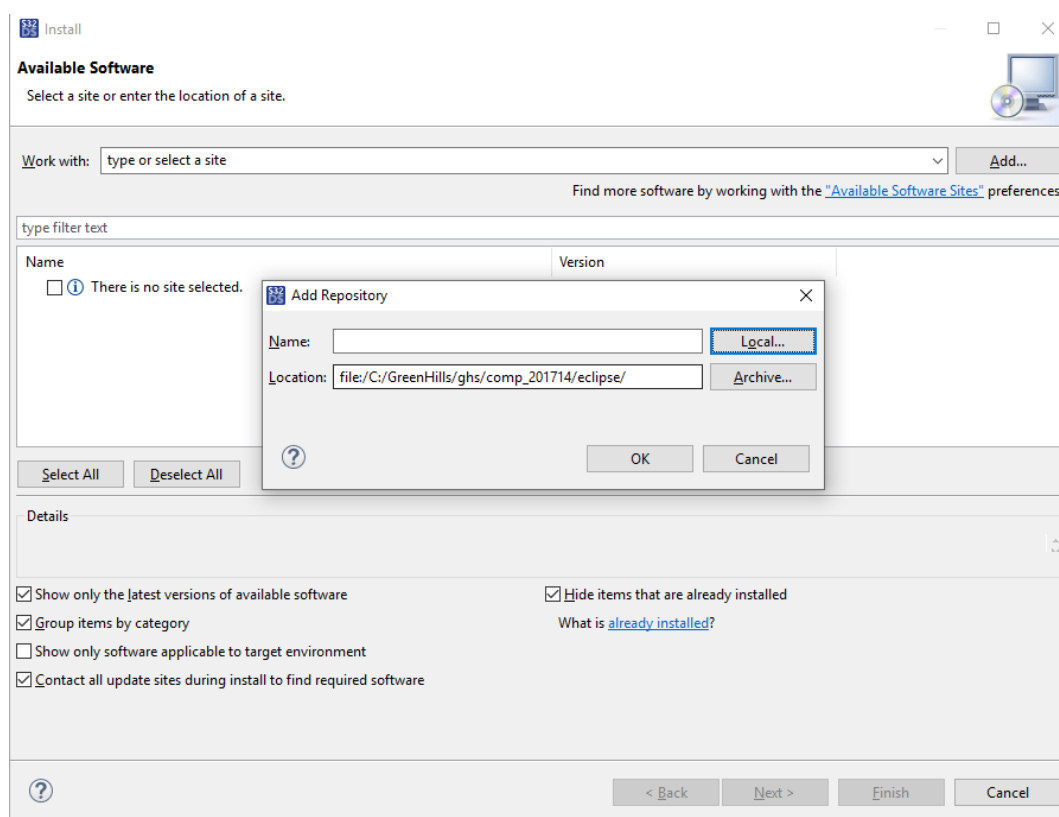 Install
Available Software
Select a site or enter the location of a site.
Work with: type or select a site Add...
Find more software by working with the "Available Software Sites" preferences
type filter text
Name Version
There is no site selected.
S32 DS Add Repository
Name: Local...
Location: file:/C:/GreenHills/ghs/comp_201714/eclipse/ Archive...
OK Cancel
Select All Deselect All
Details
Show only the latest versions of available software Hide items that are already installed
Group items by category What is already installed?
Show only software applicable to target environment
Contact all update sites during install to find required software
< Back Next > Finish Cancel